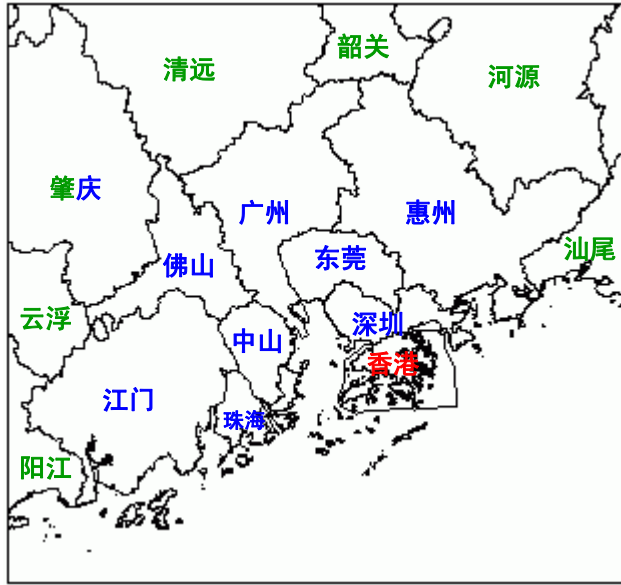 韶关
清远
河源
肇庆
广州
惠州
汕尾
东莞
佛山
云浮
深圳
中山
香港
江门
珠海
阳江